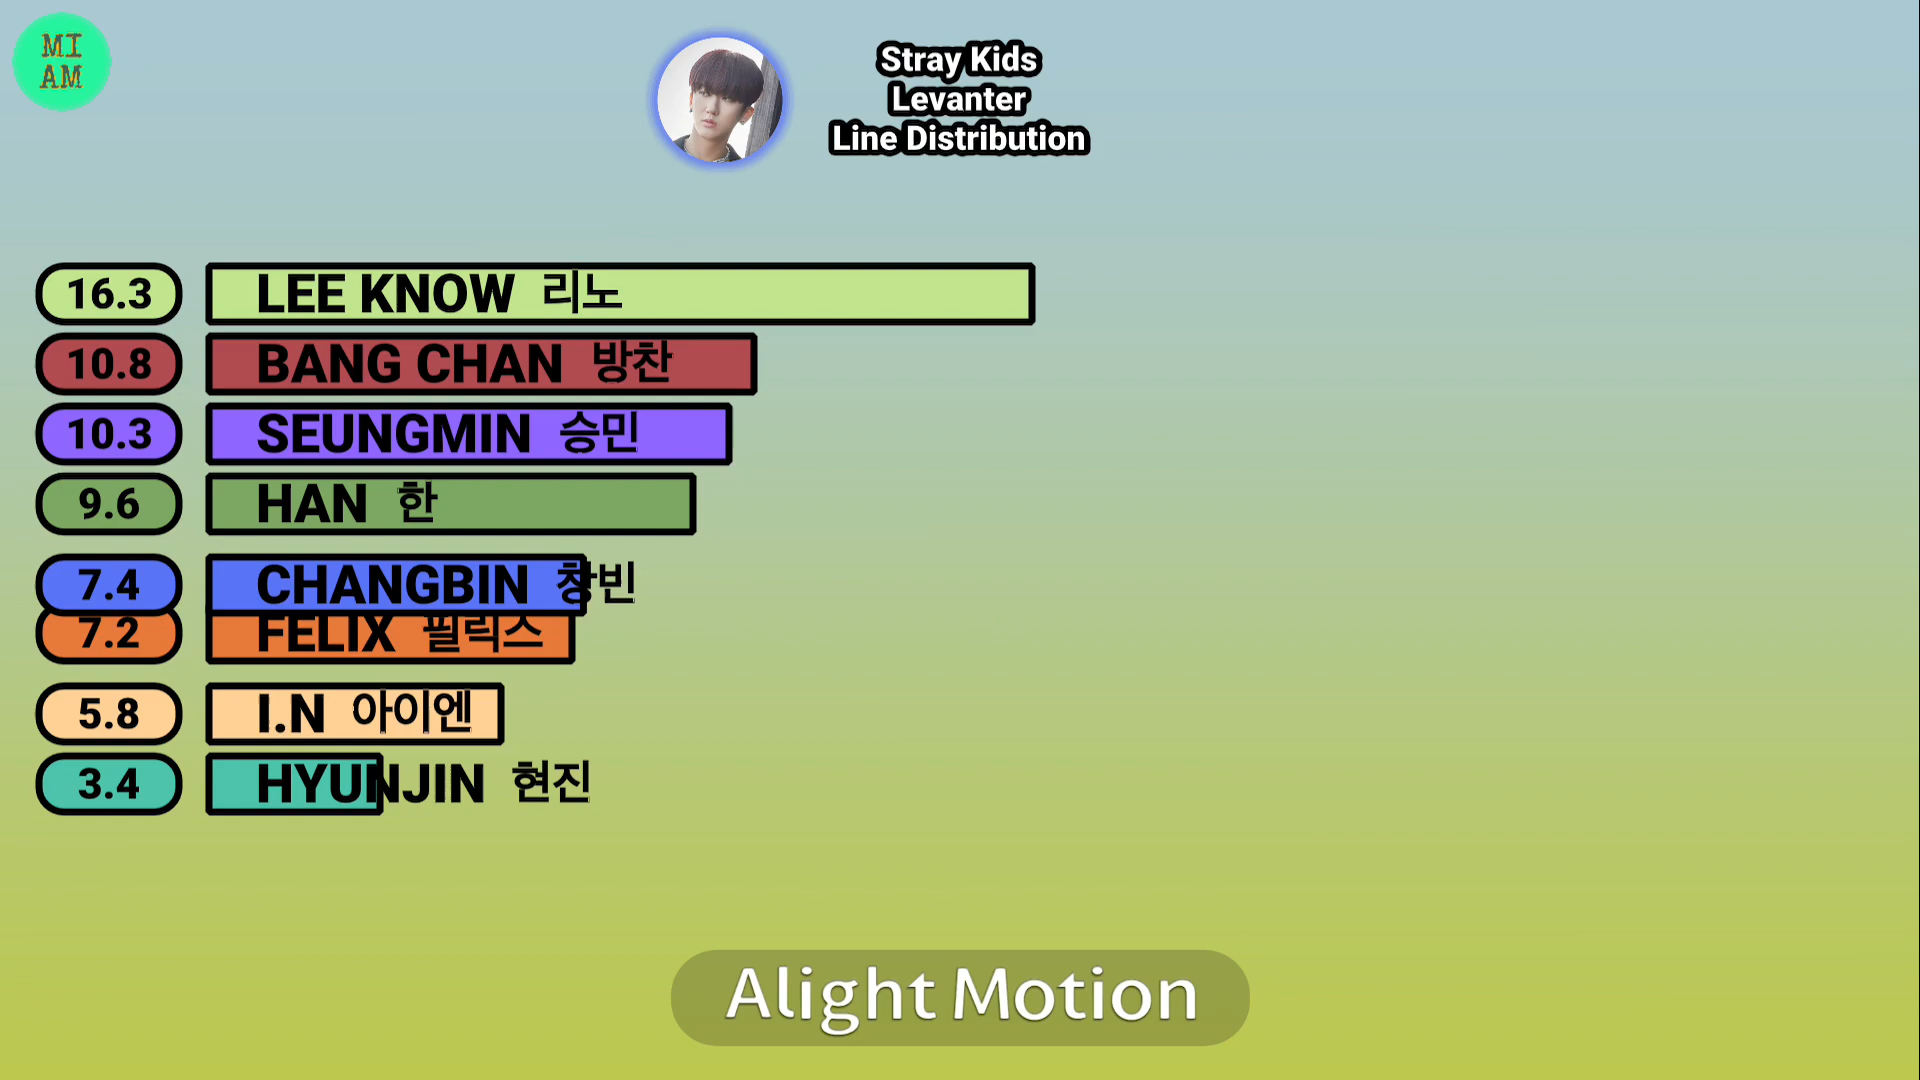 MI
AM
Stray Kids
Levanter
Line Distribution
16.3 LEE KNOW 리노
10.8 BANG CHAN 방찬
10.3 SEUNGMIN 승민
9.6 HAN 한
7.4 CHANGBIN 창빈
7.2 FELIX 필릭스
5.8 I.N 아이엔
3.4 HYUNJIN 현진
Alight Motion